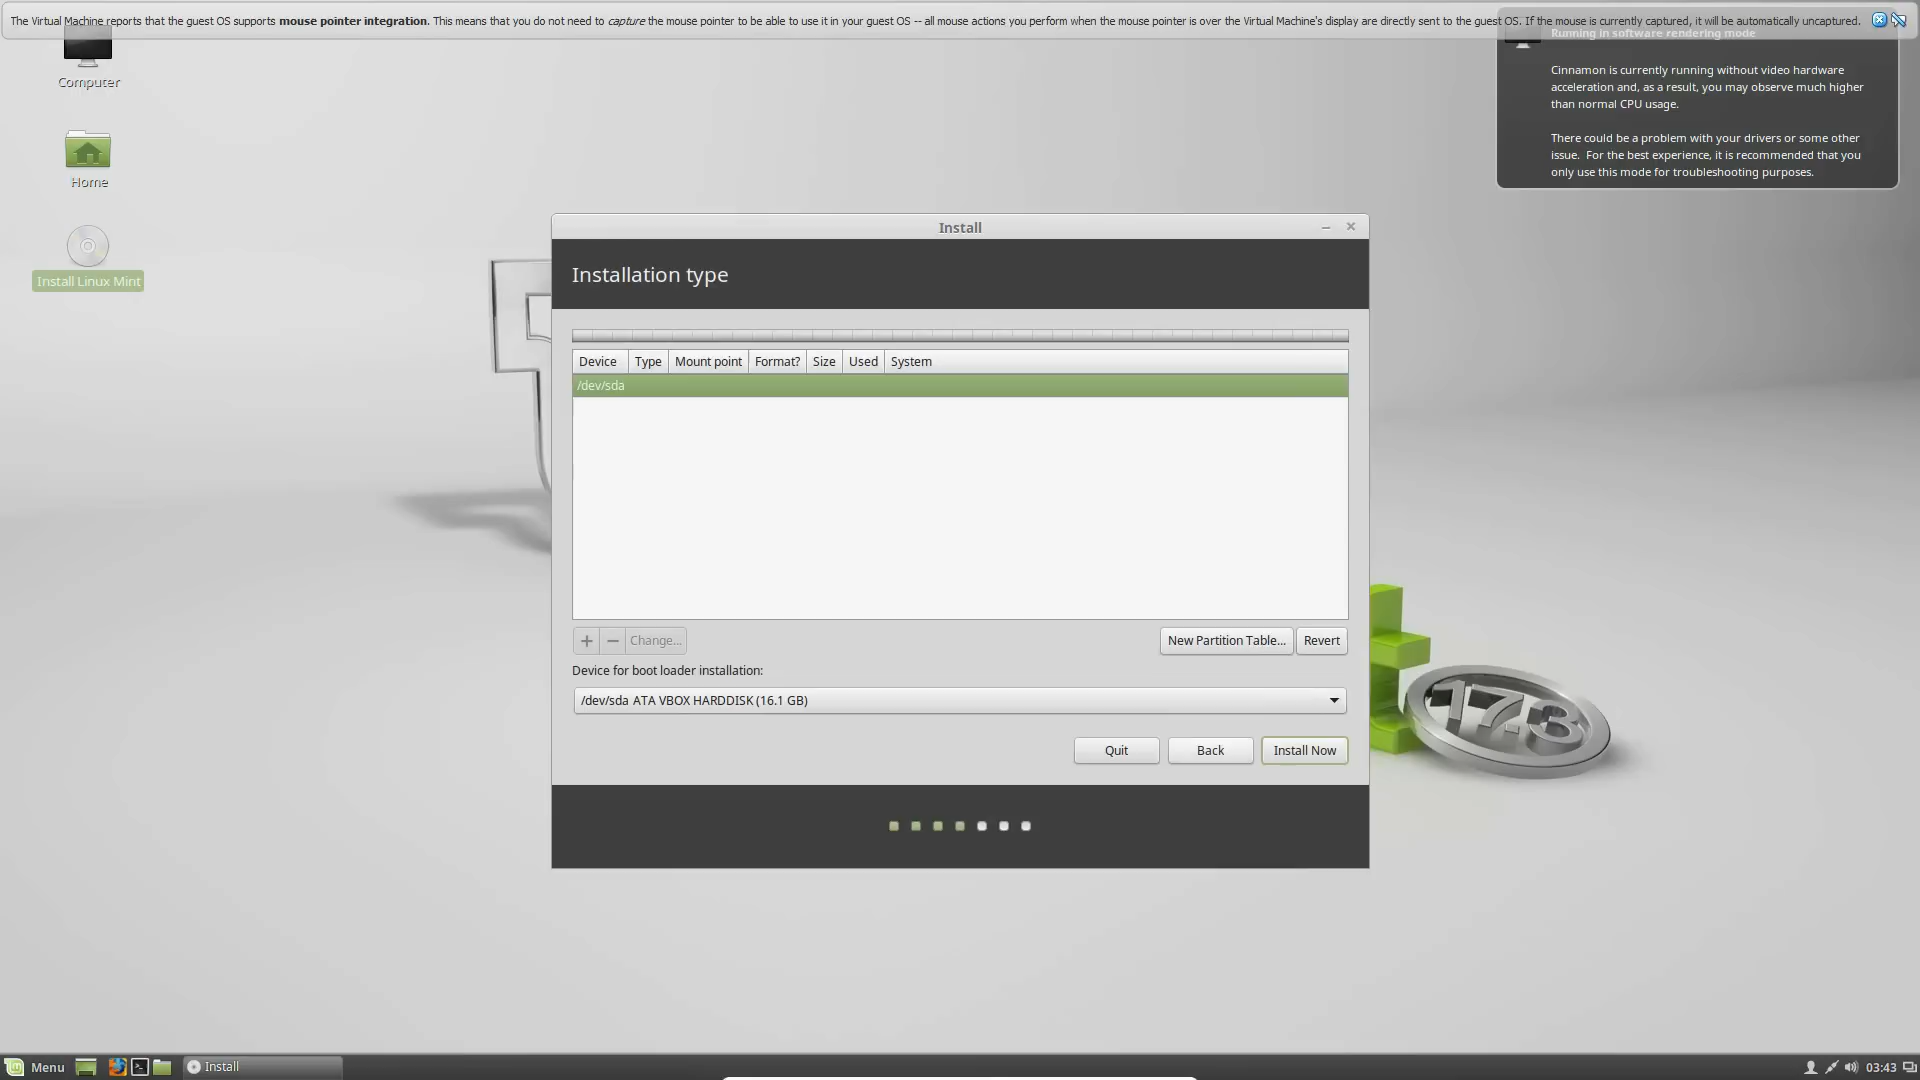 The Virtual Machine reports that the guest OS supports mouse pointer integration. This means that you do not need to capture the mouse pointer to be able to use it in your guest OS -- all mouse actions you perform when the mouse pointer is over the Virtual Machine's display are directly sent to the guest OS. If the mouse is currently captured, it will be automatically uncaptured.
Running in software rendering mode
Cinnamon is currently running without video hardware
acceleration and, as a result, you may observe much higher
than normal CPU usage.
There could be a problem with your drivers or some other
issue. For the best experience, it is recommended that you
only use this mode for troubleshooting purposes.
Computer
Home
Install Linux Mint
Install
Installation type
Device Type Mount point Format? Size Used System
/dev/sda
+ − Change... New Partition Table... Revert
Device for boot loader installation:
/dev/sda ATA VBOX HARDDISK (16.1 GB)
Quit Back Install Now
17.3
Menu Install 03:43